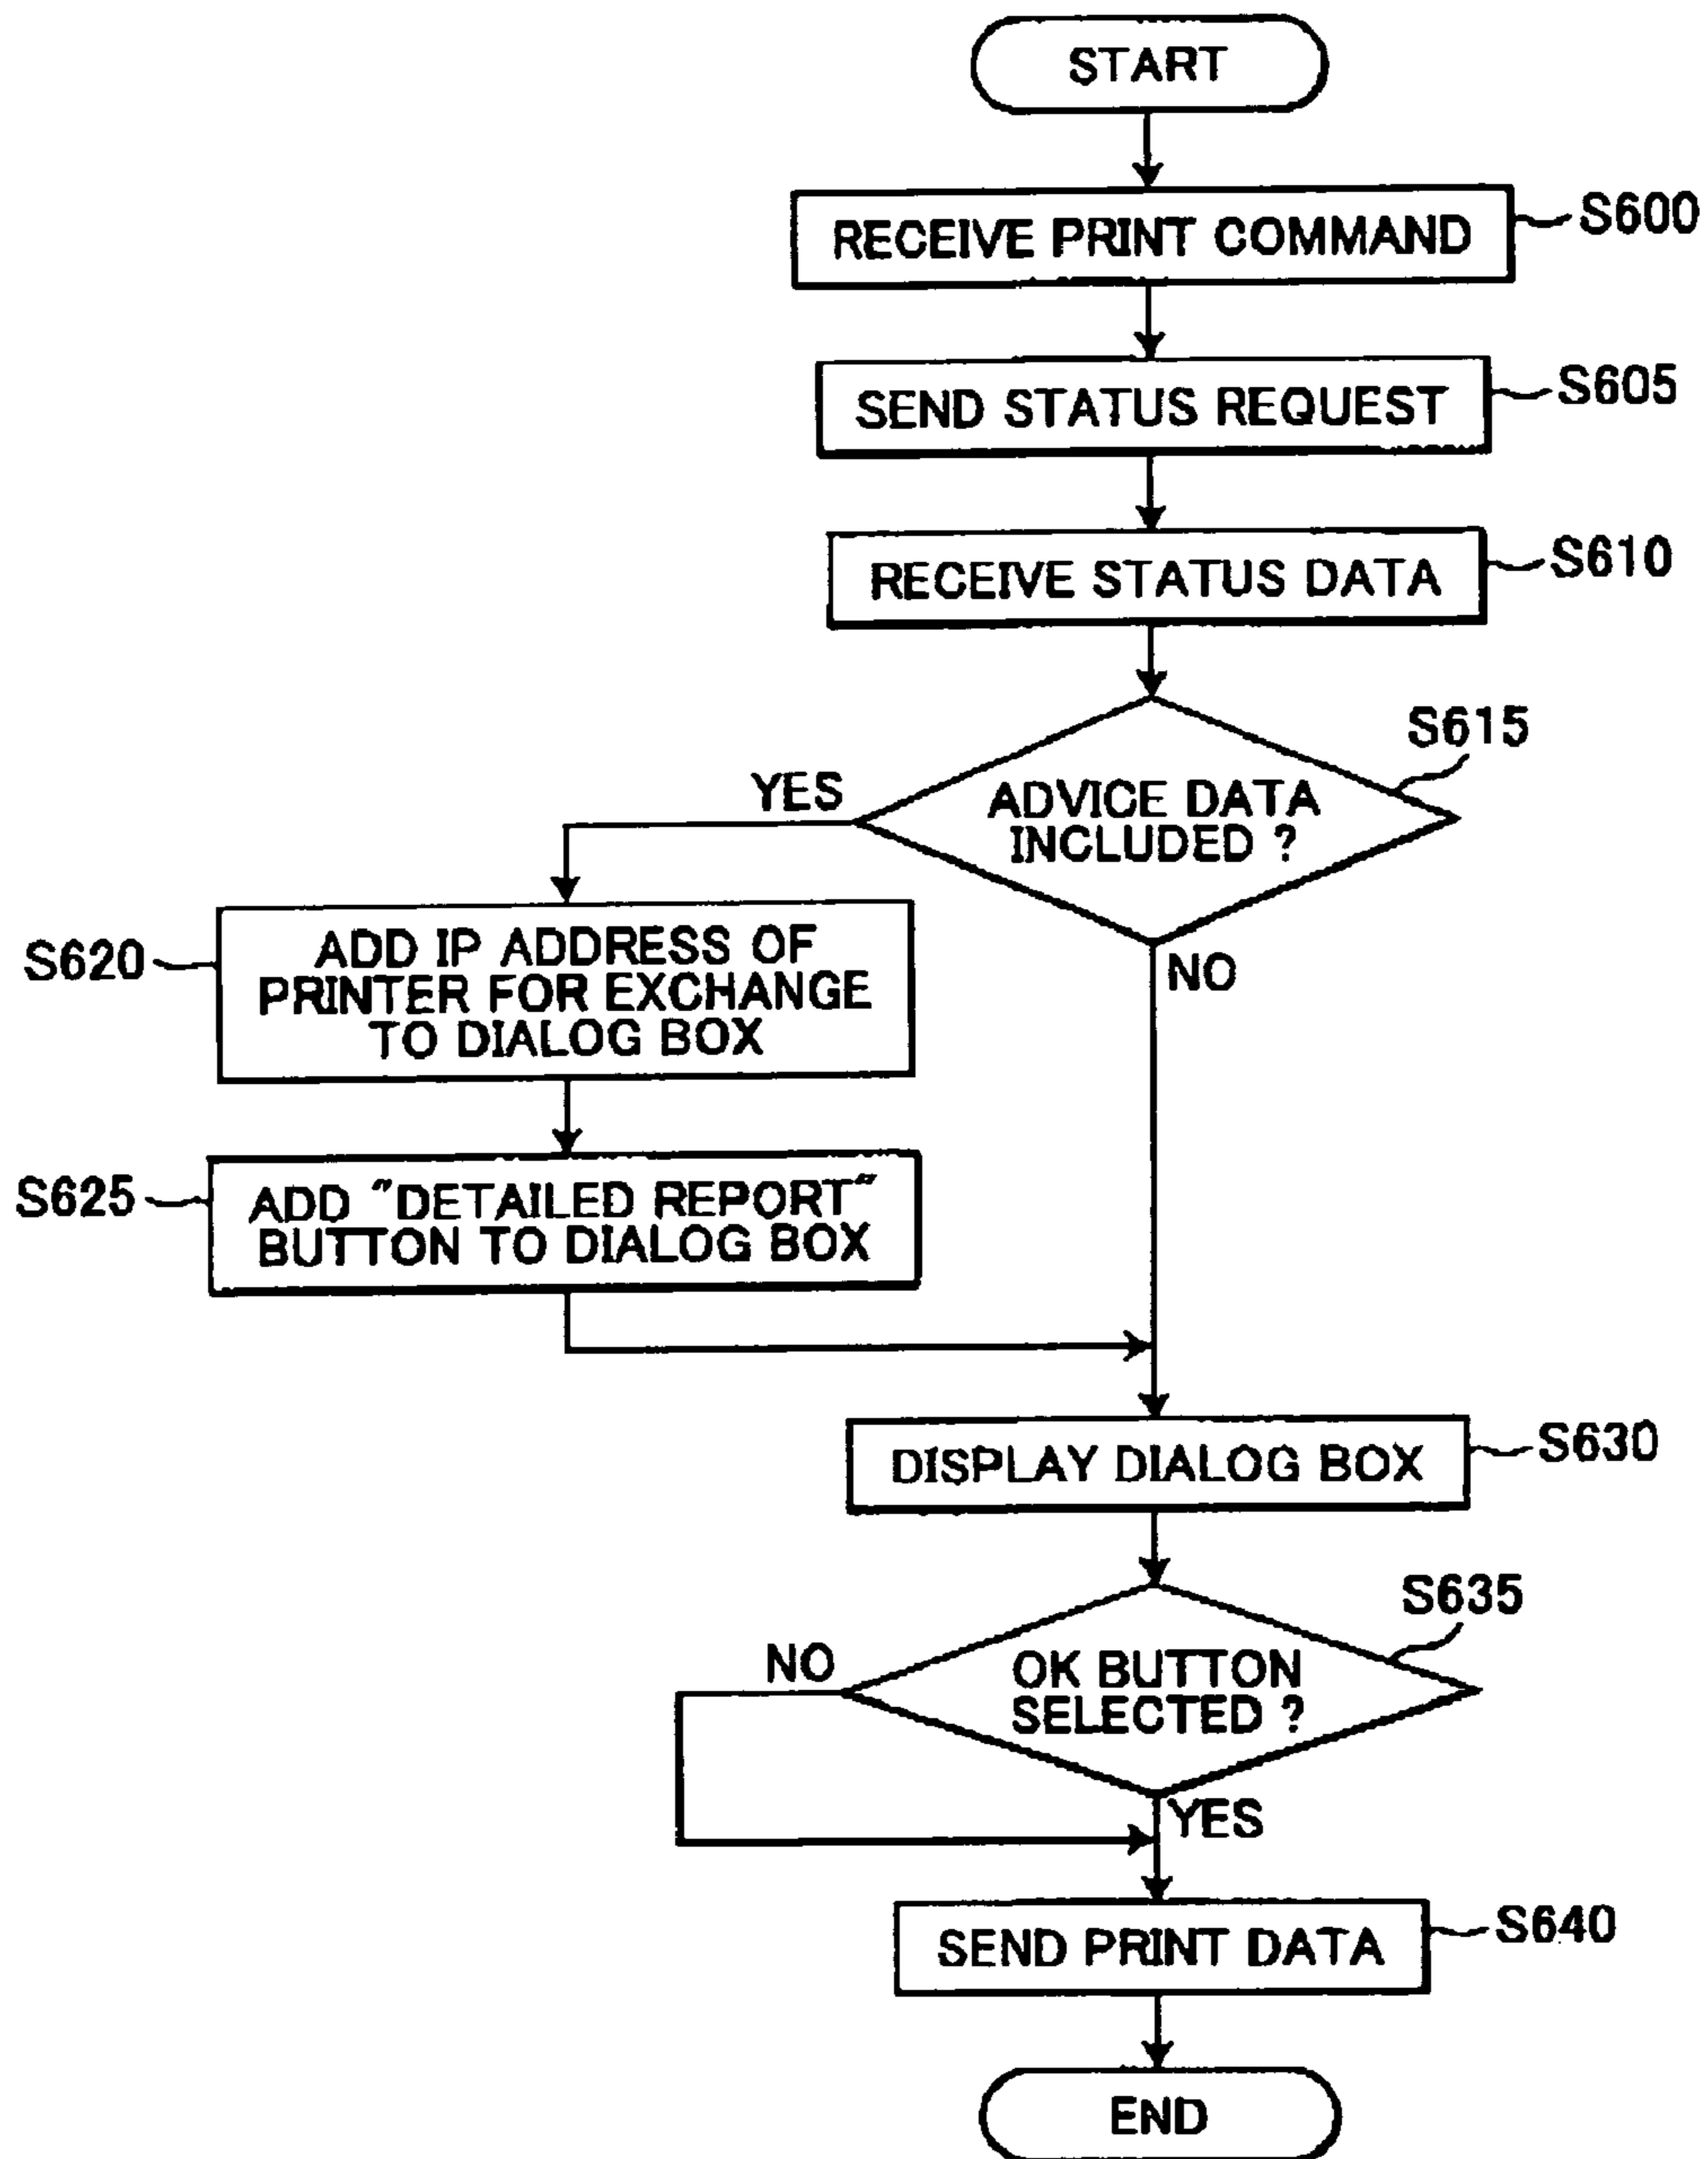 START
RECEIVE PRINT COMMAND
S600
SEND STATUS REQUEST
S605
RECEIVE STATUS DATA
S610
S615
YES
ADVICE DATA
INCLUDED ?
NO
S620
ADD IP ADDRESS OF
PRINTER FOR EXCHANGE
TO DIALOG BOX
S625
ADD "DETAILED REPORT"
BUTTON TO DIALOG BOX
DISPLAY DIALOG BOX
S630
S635
NO
OK BUTTON
SELECTED ?
YES
SEND PRINT DATA
S640
END